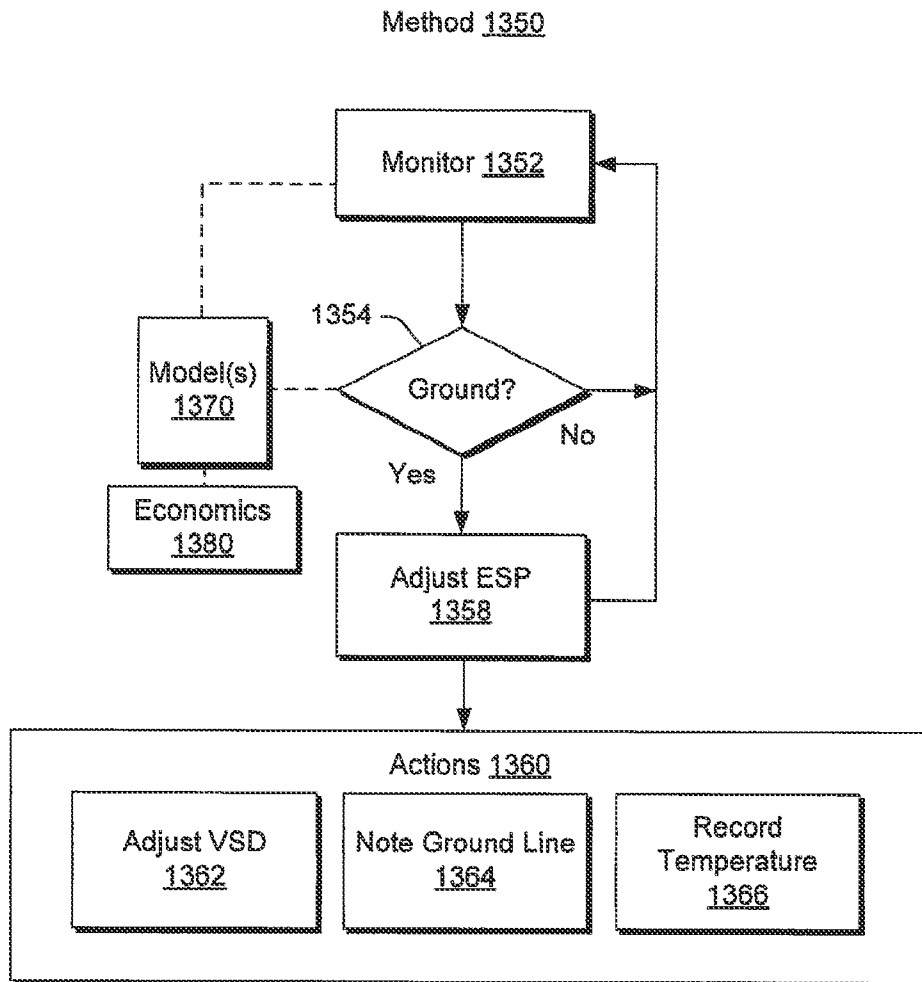 Method 1350
Monitor 1352
1354
Model(s)
1370
Ground?
No
Yes
Economics
1380
Adjust ESP
1358
Actions 1360
Adjust VSD
1362
Note Ground Line
1364
Record
Temperature
1366